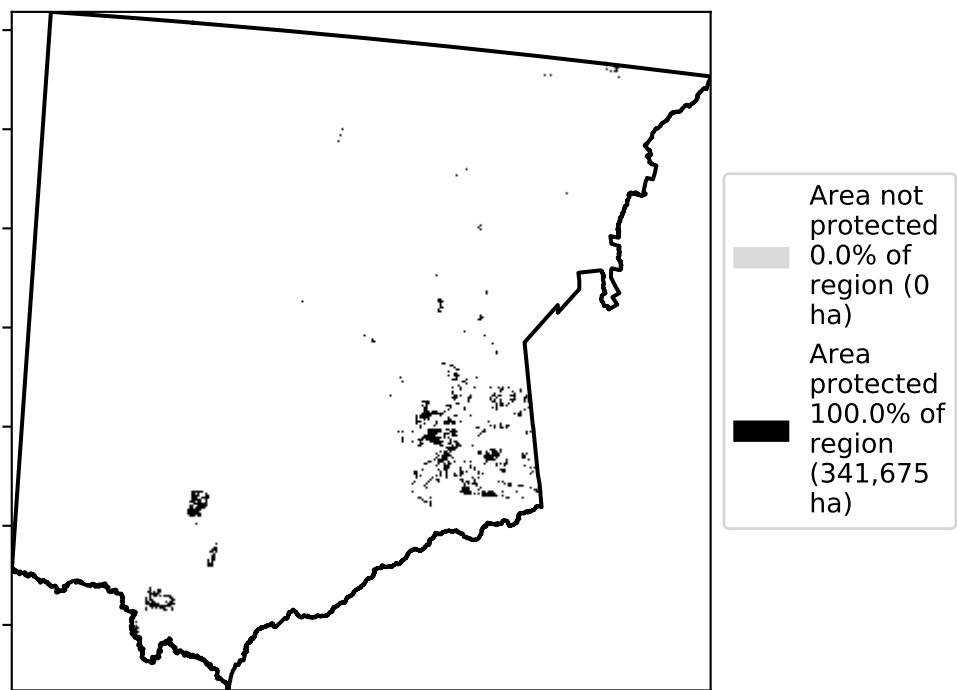 Area not
protected
0.0% of
region (0
ha)
Area
protected
100.0% of
region
(341,675
ha)